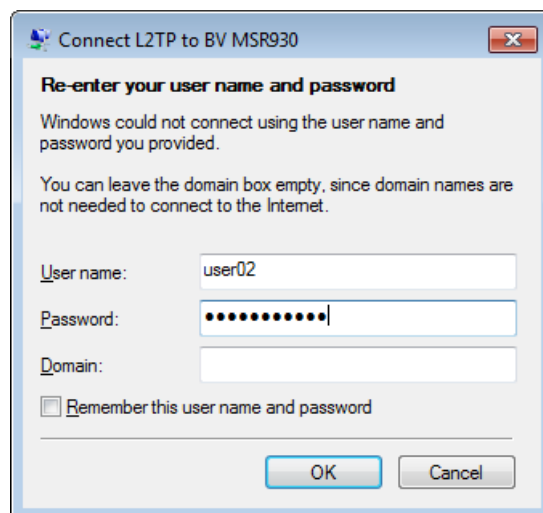 Connect L2TP to BV MSR930
Re-enter your user name and password
Windows could not connect using the user name and
password you provided.
You can leave the domain box empty, since domain names are
not needed to connect to the Internet.
User name: user02
Password: ●●●●●●●●●●●
Domain:
Remember this user name and password
OK Cancel